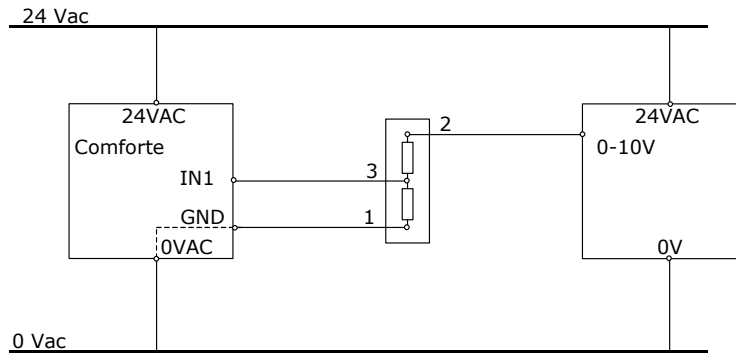 24 Vac
24VAC
Comforte
IN1
GND
0VAC
3
1
2
24VAC
0-10V
0V
0 Vac